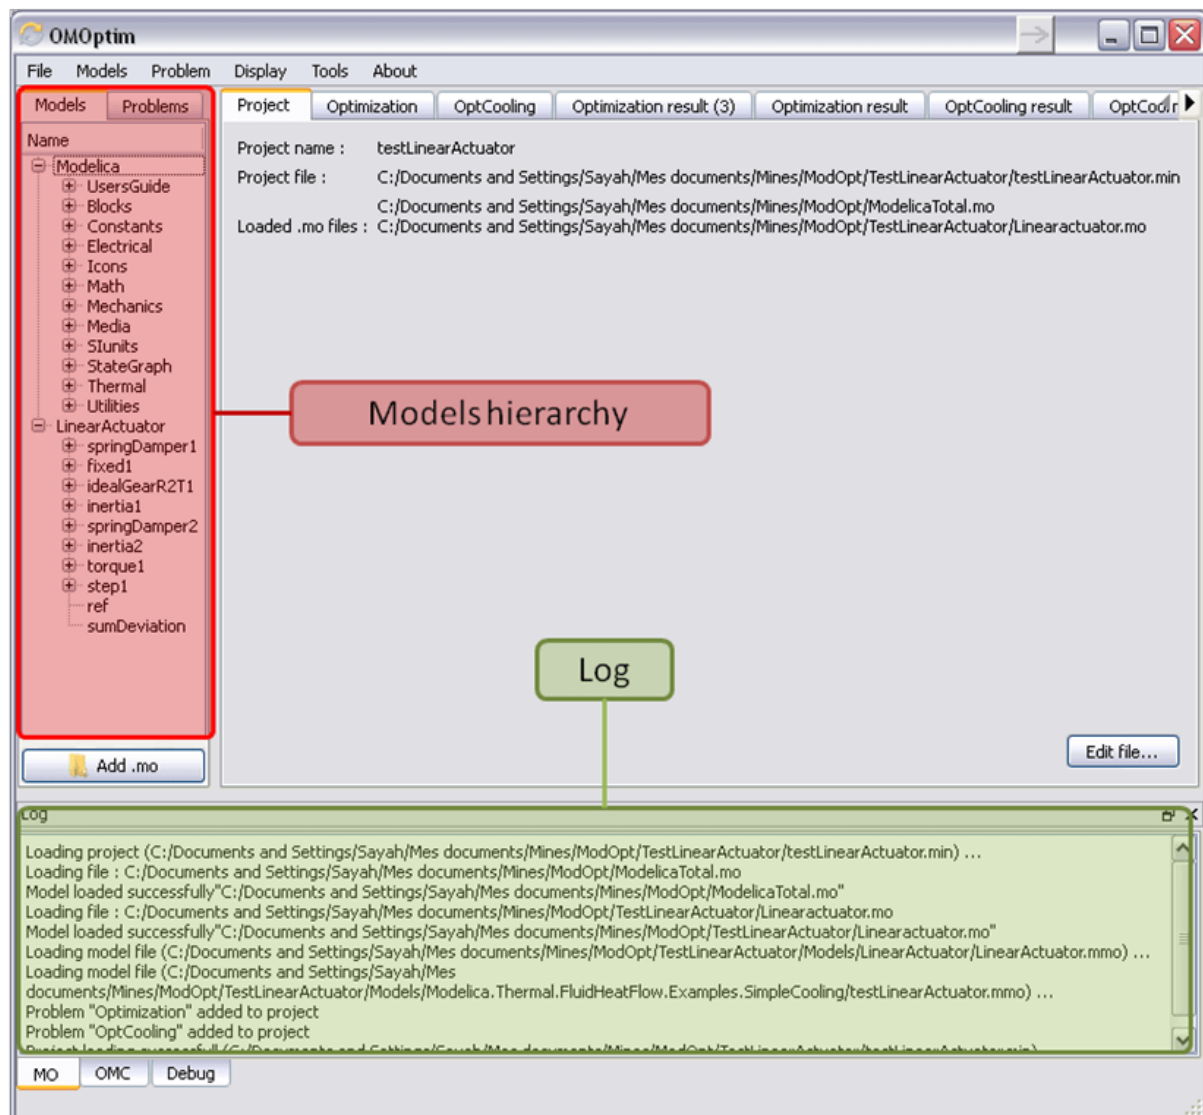 OMOptim
File Models Problem Display Tools About
Models Problems
Project Optimization OptCooling Optimization result (3) Optimization result OptCooling result
Name
Modelica
UsersGuide
Blocks
Constants
Electrical
Icons
Math
Mechanics
Media
SIunits
StateGraph
Thermal
Utilities
LinearActuator
springDamper1
fixed1
idealGearR2T1
inertia1
springDamper2
inertia2
torque1
step1
ref
sumDeviation
Add .mo
Project name : testLinearActuator
Project file : C:/Documents and Settings/Sayah/Mes documents/Mines/ModOpt/TestLinearActuator/testLinearActuator.min
C:/Documents and Settings/Sayah/Mes documents/Mines/ModOpt/ModelicaTotal.mo
Loaded .mo files : C:/Documents and Settings/Sayah/Mes documents/Mines/ModOpt/TestLinearActuator/Linearactuator.mo
Models hierarchy
Log
Edit file...
Log
Loading project (C:/Documents and Settings/Sayah/Mes documents/Mines/ModOpt/TestLinearActuator/testLinearActuator.min) ...
Loading file : C:/Documents and Settings/Sayah/Mes documents/Mines/ModOpt/ModelicaTotal.mo
Model loaded successfully"C:/Documents and Settings/Sayah/Mes documents/Mines/ModOpt/ModelicaTotal.mo"
Loading file : C:/Documents and Settings/Sayah/Mes documents/Mines/ModOpt/TestLinearActuator/Linearactuator.mo
Model loaded successfully"C:/Documents and Settings/Sayah/Mes documents/Mines/ModOpt/TestLinearActuator/Linearactuator.mo"
Loading model file (C:/Documents and Settings/Sayah/Mes documents/Mines/ModOpt/TestLinearActuator/Models/LinearActuator/LinearActuator.mmo) ...
Loading model file (C:/Documents and Settings/Sayah/Mes
documents/Mines/ModOpt/TestLinearActuator/Models/Modelica.Thermal.FluidHeatFlow.Examples.SimpleCooling/testLinearActuator.mmo) ...
Problem "Optimization" added to project
Problem "OptCooling" added to project
MO OMC Debug